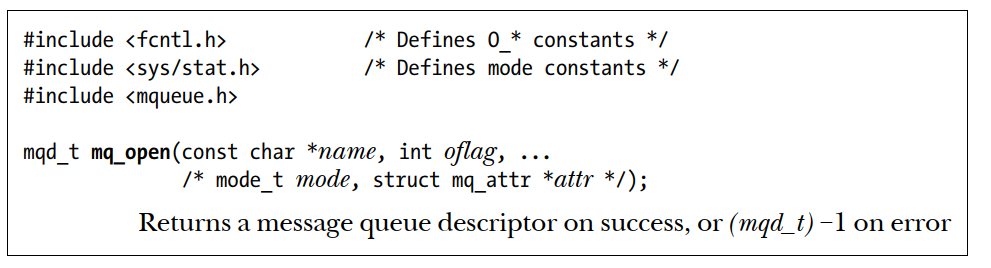 #include <fcntl.h> /* Defines O_* constants */
#include <sys/stat.h> /* Defines mode constants */
#include <mqueue.h>
mqd_t mq_open(const char *name, int oflag, ...
/* mode_t mode, struct mq_attr *attr */);
Returns a message queue descriptor on success, or (mqd_t) –1 on error